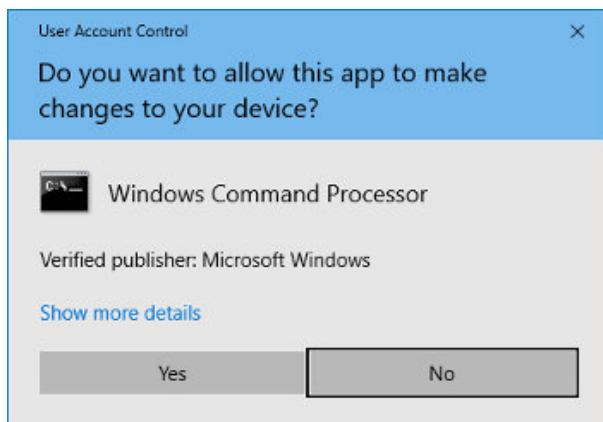 User Account Control
Do you want to allow this app to make
changes to your device?
C:\_
Windows Command Processor
Verified publisher: Microsoft Windows
Show more details
Yes
No